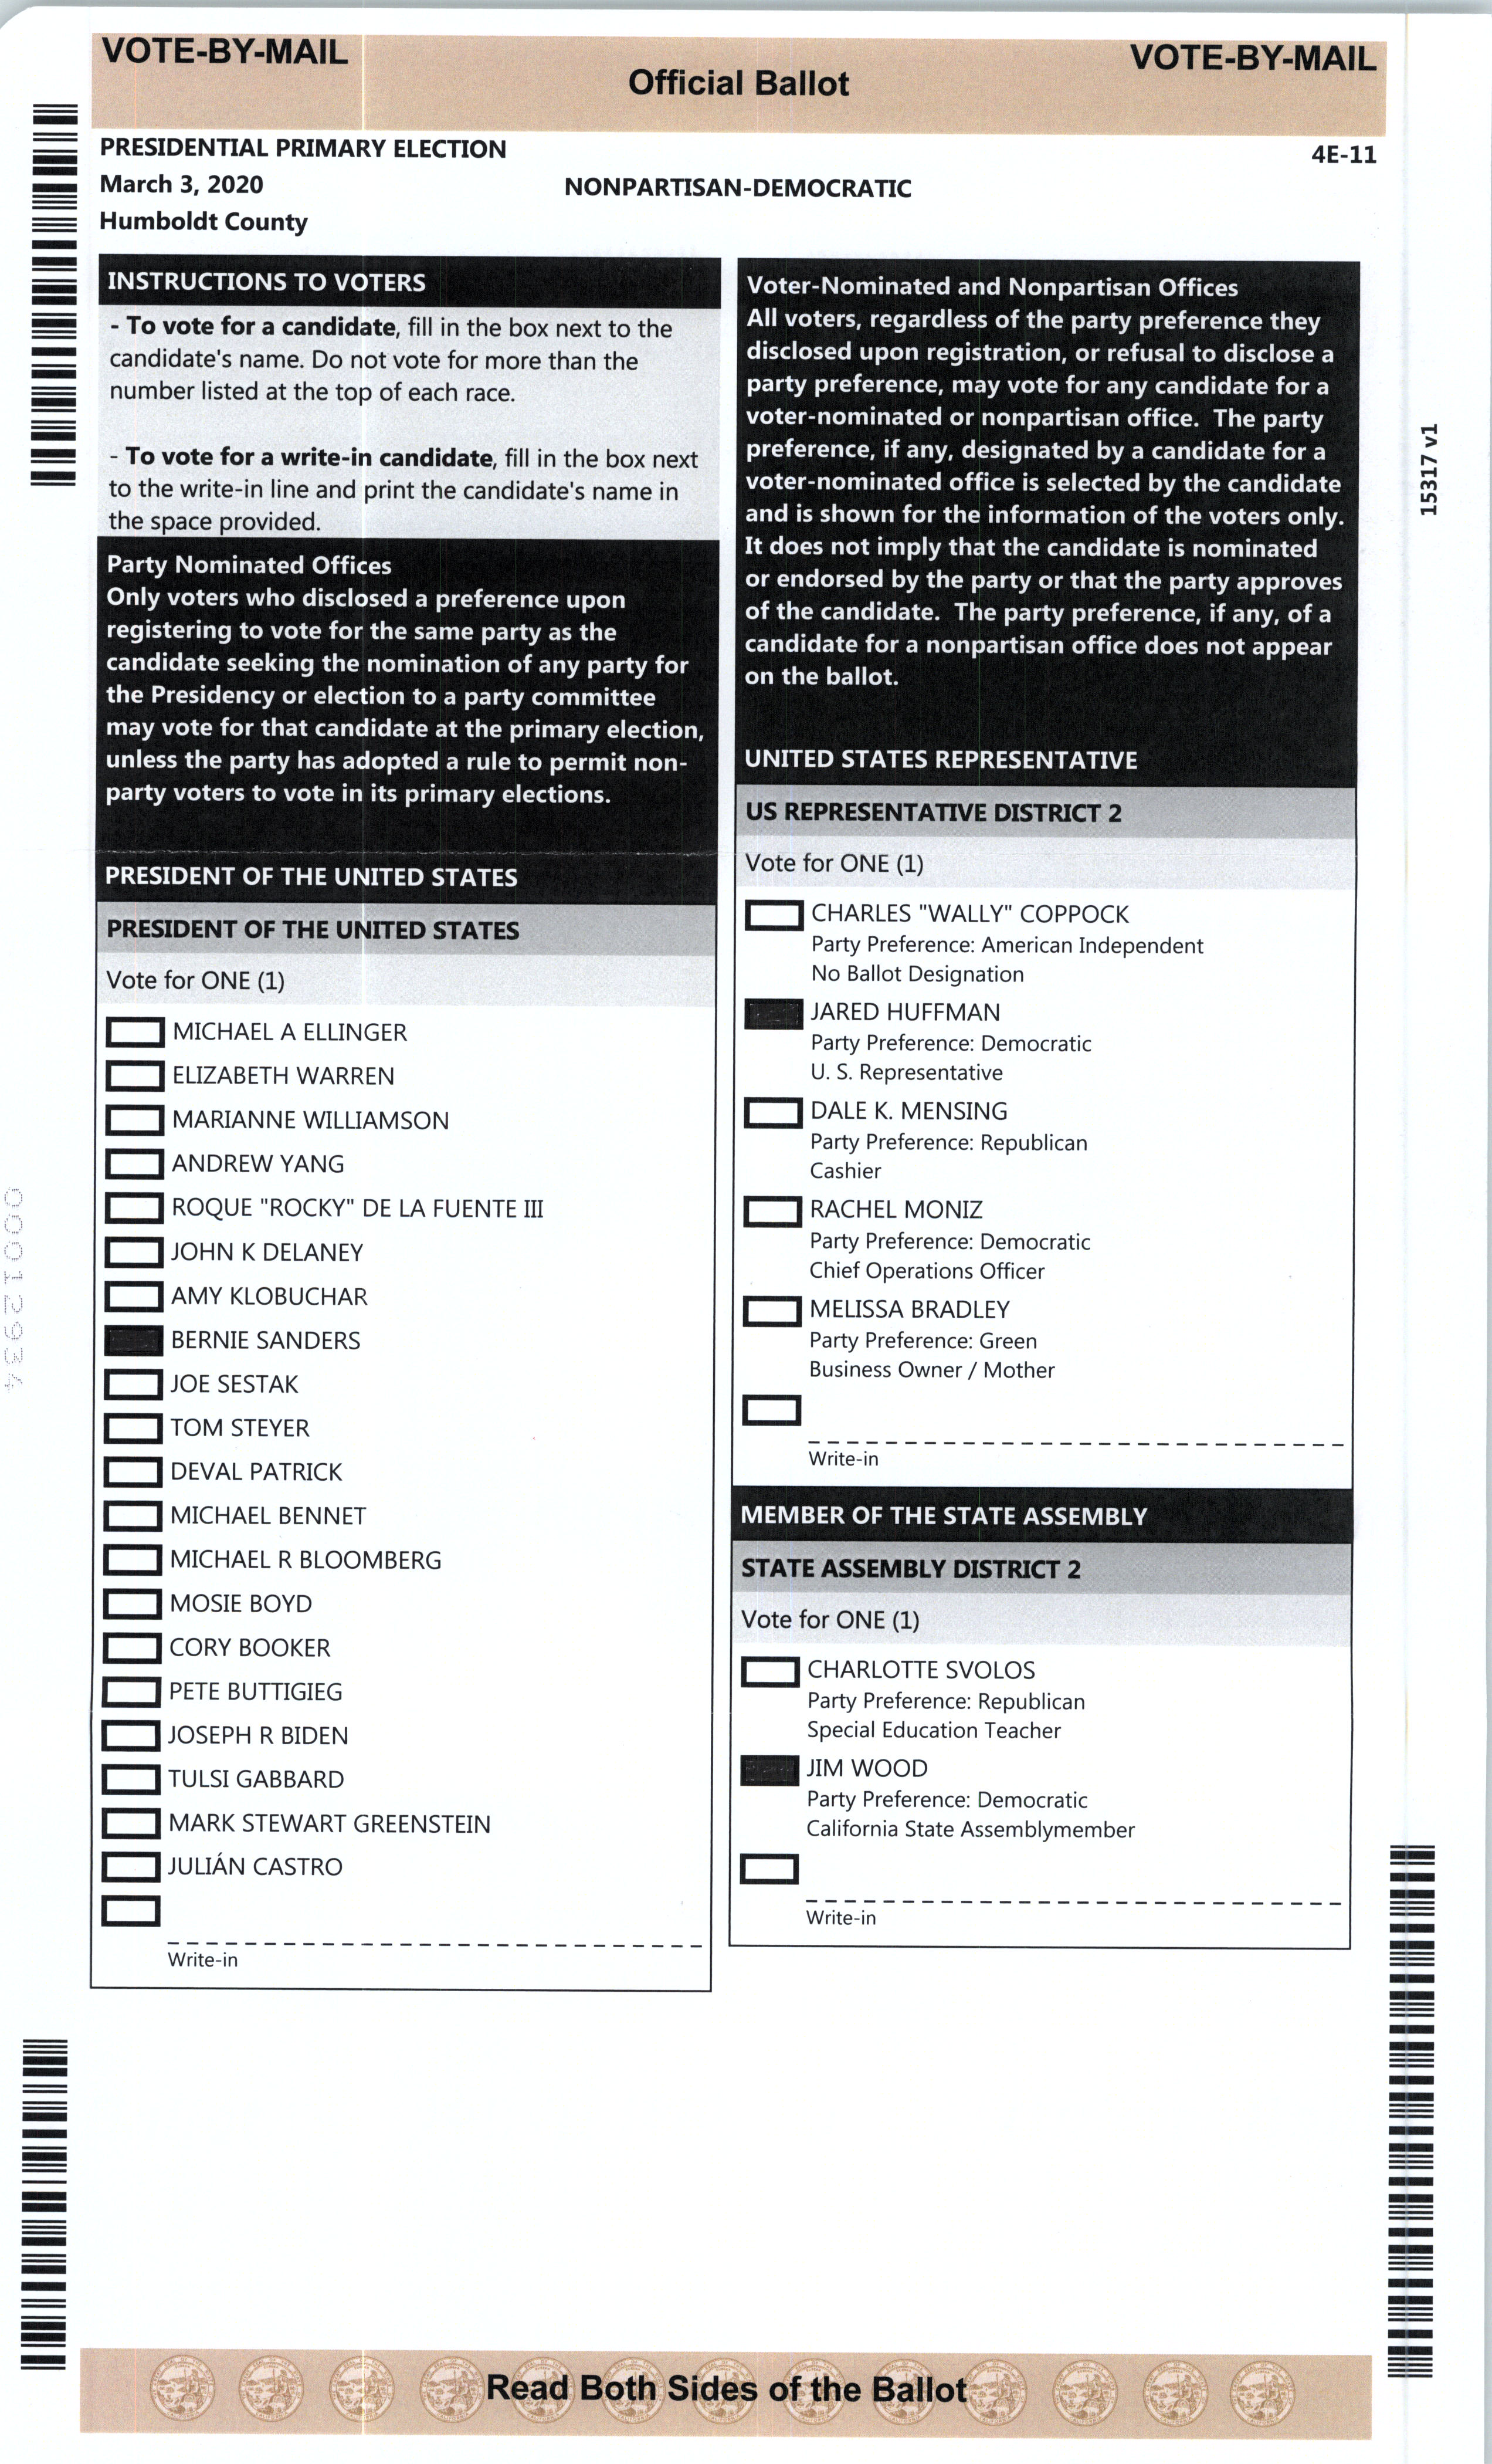 VOTE-BY-MAIL
Official Ballot
VOTE-BY-MAIL
PRESIDENTIAL PRIMARY ELECTION
March 3, 2020
Humboldt County
NONPARTISAN-DEMOCRATIC
4E-11
INSTRUCTIONS TO VOTERS
- To vote for a candidate, fill in the box next to the
candidate's name. Do not vote for more than the
number listed at the top of each race.
- To vote for a write-in candidate, fill in the box next
to the write-in line and print the candidate's name in
the space provided.
Party Nominated Offices
Only voters who disclosed a preference upon
registering to vote for the same party as the
candidate seeking the nomination of any party for
the Presidency or election to a party committee
may vote for that candidate at the primary election,
unless the party has adopted a rule to permit non-
party voters to vote in its primary elections.
PRESIDENT OF THE UNITED STATES
PRESIDENT OF THE UNITED STATES
Vote for ONE (1)
MICHAEL A ELLINGER
ELIZABETH WARREN
MARIANNE WILLIAMSON
ANDREW YANG
ROQUE "ROCKY" DE LA FUENTE III
JOHN K DELANEY
AMY KLOBUCHAR
BERNIE SANDERS
JOE SESTAK
TOM STEYER
DEVAL PATRICK
MICHAEL BENNET
MICHAEL R BLOOMBERG
MOSIE BOYD
CORY BOOKER
PETE BUTTIGIEG
JOSEPH R BIDEN
TULSI GABBARD
MARK STEWART GREENSTEIN
JULIÁN CASTRO
Write-in
Voter-Nominated and Nonpartisan Offices
All voters, regardless of the party preference they
disclosed upon registration, or refusal to disclose a
party preference, may vote for any candidate for a
voter-nominated or nonpartisan office. The party
preference, if any, designated by a candidate for a
voter-nominated office is selected by the candidate
and is shown for the information of the voters only.
It does not imply that the candidate is nominated
or endorsed by the party or that the party approves
of the candidate. The party preference, if any, of a
candidate for a nonpartisan office does not appear
on the ballot.
UNITED STATES REPRESENTATIVE
US REPRESENTATIVE DISTRICT 2
Vote for ONE (1)
CHARLES "WALLY" COPPOCK
Party Preference: American Independent
No Ballot Designation
JARED HUFFMAN
Party Preference: Democratic
U. S. Representative
DALE K. MENSING
Party Preference: Republican
Cashier
RACHEL MONIZ
Party Preference: Democratic
Chief Operations Officer
MELISSA BRADLEY
Party Preference: Green
Business Owner / Mother
Write-in
MEMBER OF THE STATE ASSEMBLY
STATE ASSEMBLY DISTRICT 2
Vote for ONE (1)
CHARLOTTE SVOLOS
Party Preference: Republican
Special Education Teacher
JIM WOOD
Party Preference: Democratic
California State Assemblymember
Write-in
15317 v1
00012934
Read Both Sides of the Ballot